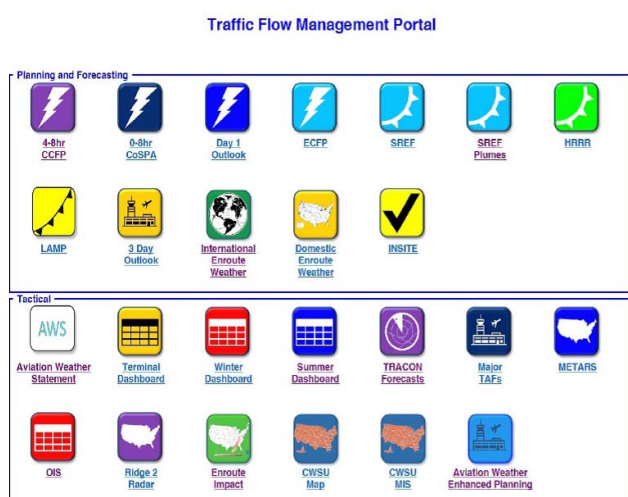 Traffic Flow Management Portal
Planning and Forecasting
4-8hr 0-8hr Day 1 ECFP SREF SREF HRRR
CCFP CoSPA Outlook Plumes
LAMP 3 Day International Domestic INSITE
Outlook Enroute Enroute
Weather Weather
Tactical
AWS
Aviation Weather Terminal Winter Summer TRACON Major METARS
Statement Dashboard Dashboard Dashboard Forecasts TAFs
OIS Ridge 2 Enroute CWSU CWSU Aviation Weather
Radar Impact Map MIS Enhanced Planning